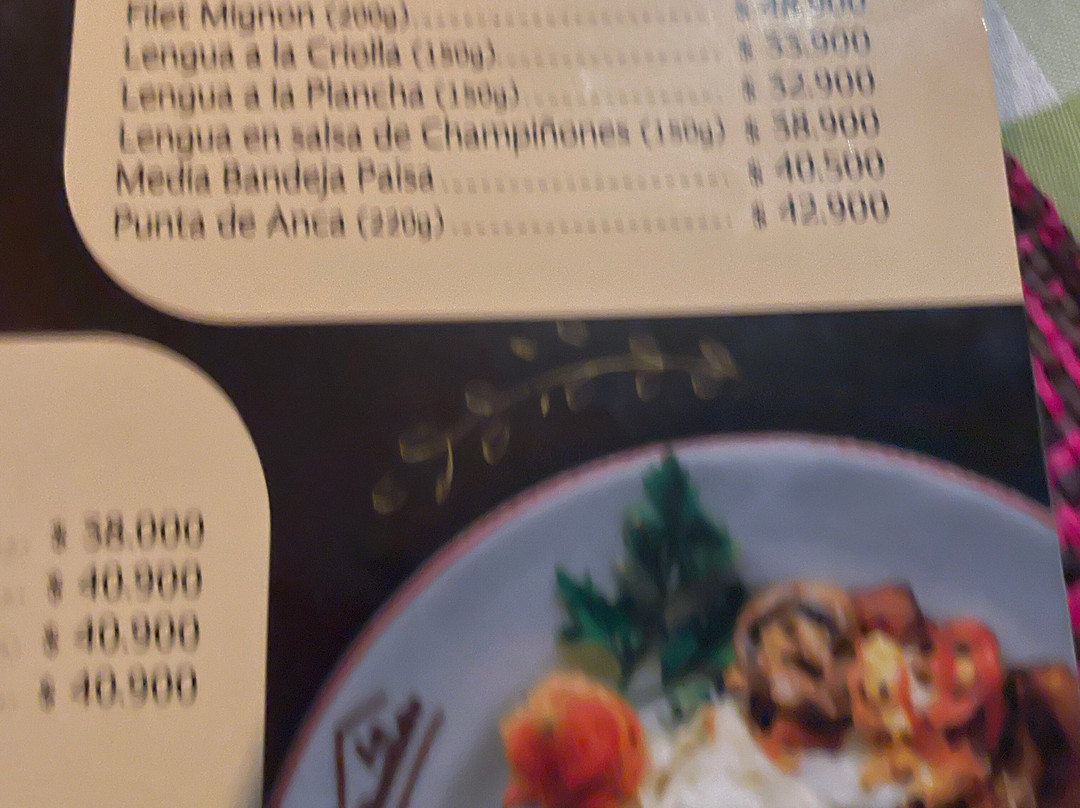 Filet Mignon (200g)........................ $ 48.900
Lengua a la Criolla (150g)........................ $ 33.900
Lengua a la Plancha (150g)........................ $ 32.900
Lengua en salsa de Champiñones (150g) $ 38.900
Media Bandeja Paisa........................ $ 40.500
Punta de Anca (220g)........................ $ 42.900
$ 38.000
$ 40.900
$ 40.900
$ 40.900